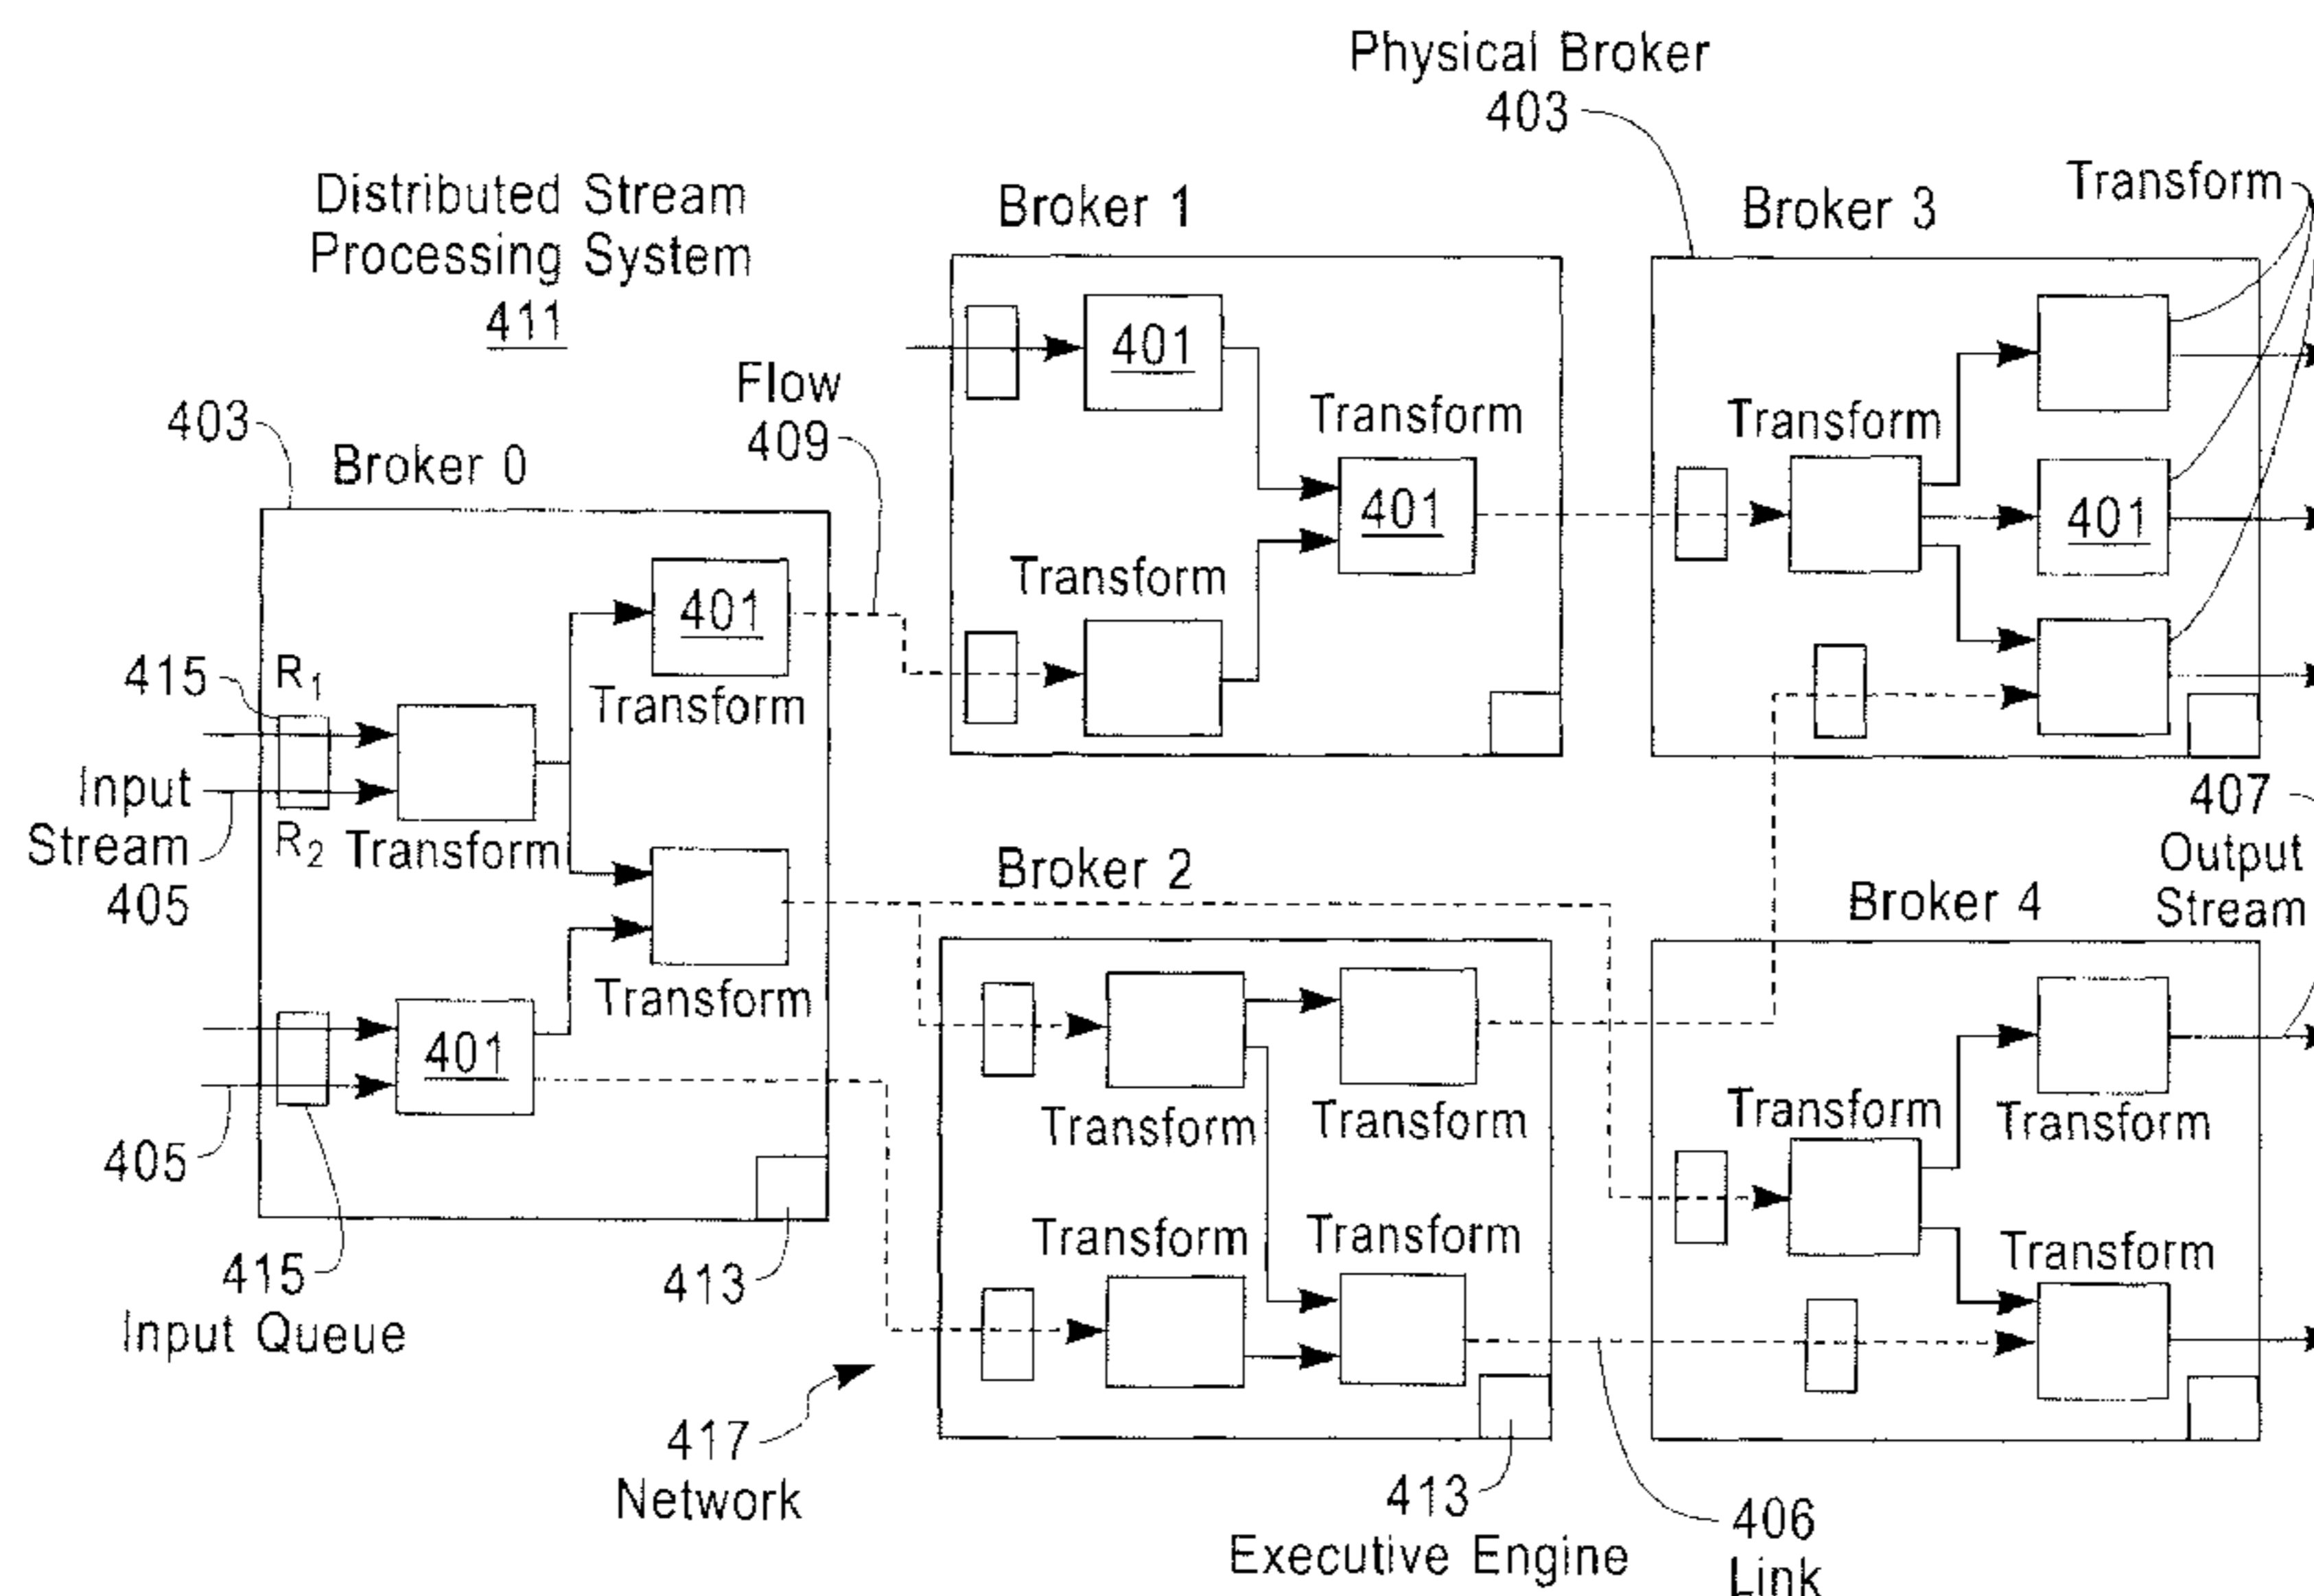 Physical Broker
403
Distributed Stream
Processing System
411
Broker 1
Broker 3
Transform
401
Flow
409
Transform
401
Transform
401
403
Broker 0
Transform
401
Transform
415
R1
R2
Input
Stream
405
Transform
Transform
401
405
415
Input Queue
413
Broker 2
Transform
Transform
Transform
Transform
417
Network
413
Executive Engine
406
Link
407
Output
Stream
Broker 4
Transform
Transform
Transform